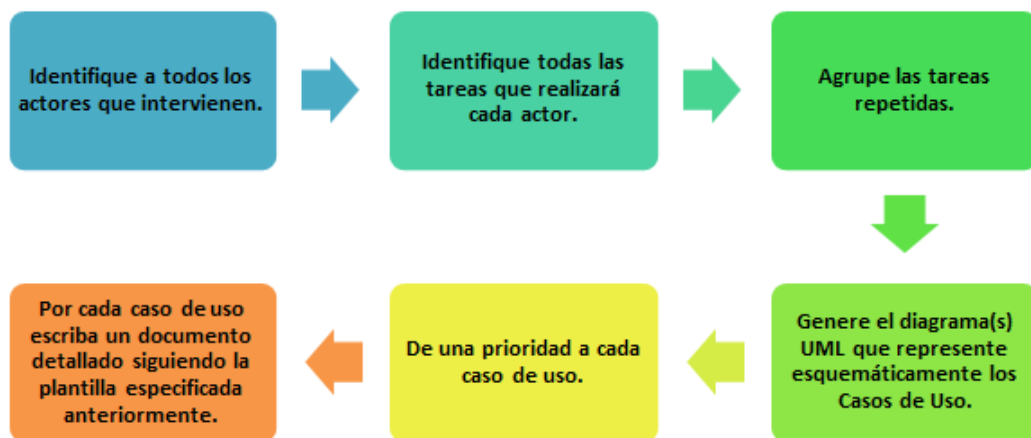 Identifique a todos los
actores que intervienen.
Identifique todas las
tareas que realizará
cada actor.
Agrupe las tareas
repetidas.
Genere el diagrama(s)
UML que represente
esquemáticamente los
Casos de Uso.
De una prioridad a cada
caso de uso.
Por cada caso de uso
escriba un documento
detallado siguiendo la
plantilla especificada
anteriormente.